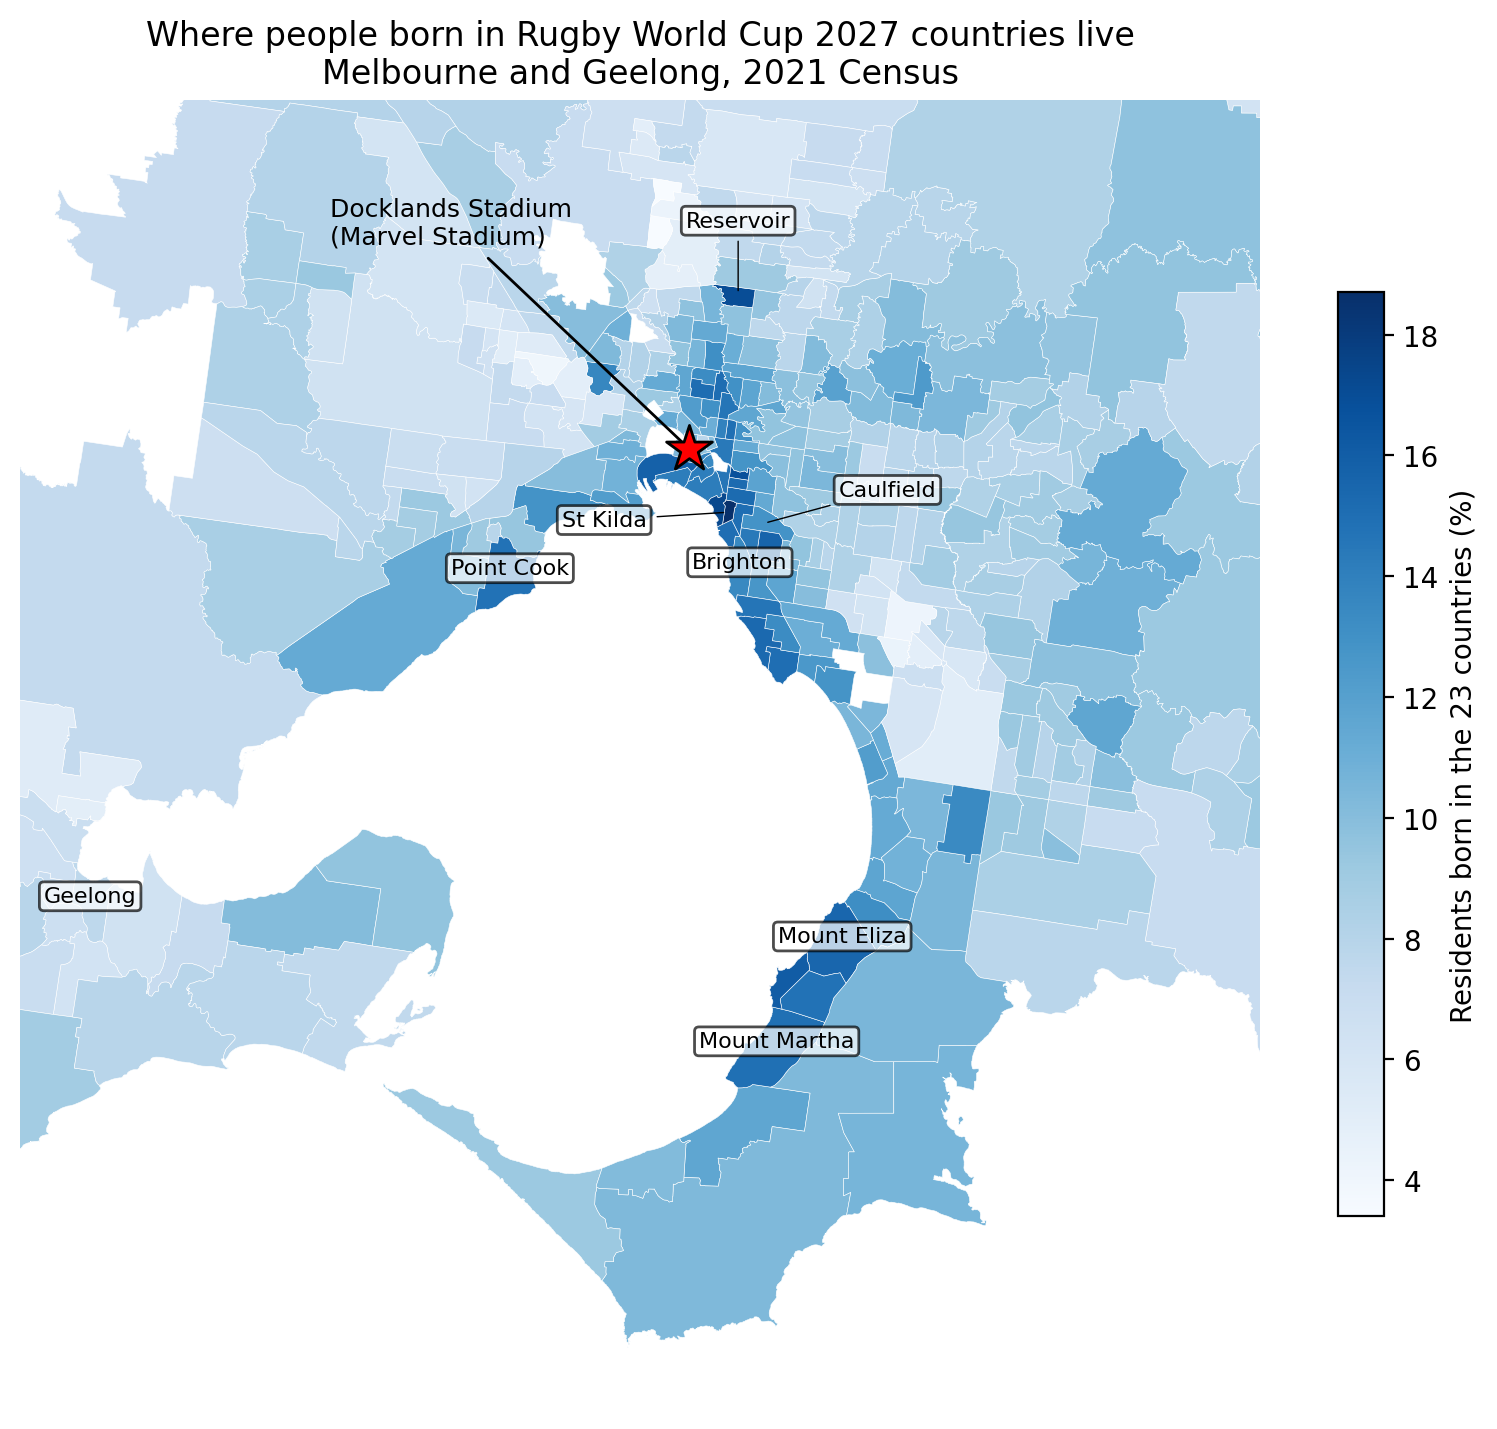 Where people born in Rugby World Cup 2027 countries live
Melbourne and Geelong, 2021 Census
Docklands Stadium
(Marvel Stadium)
Reservoir
Caulfield
St Kilda
Brighton
Point Cook
Geelong
Mount Eliza
Mount Martha
18
16
14
12
10
8
6
4
Residents born in the 23 countries (%)